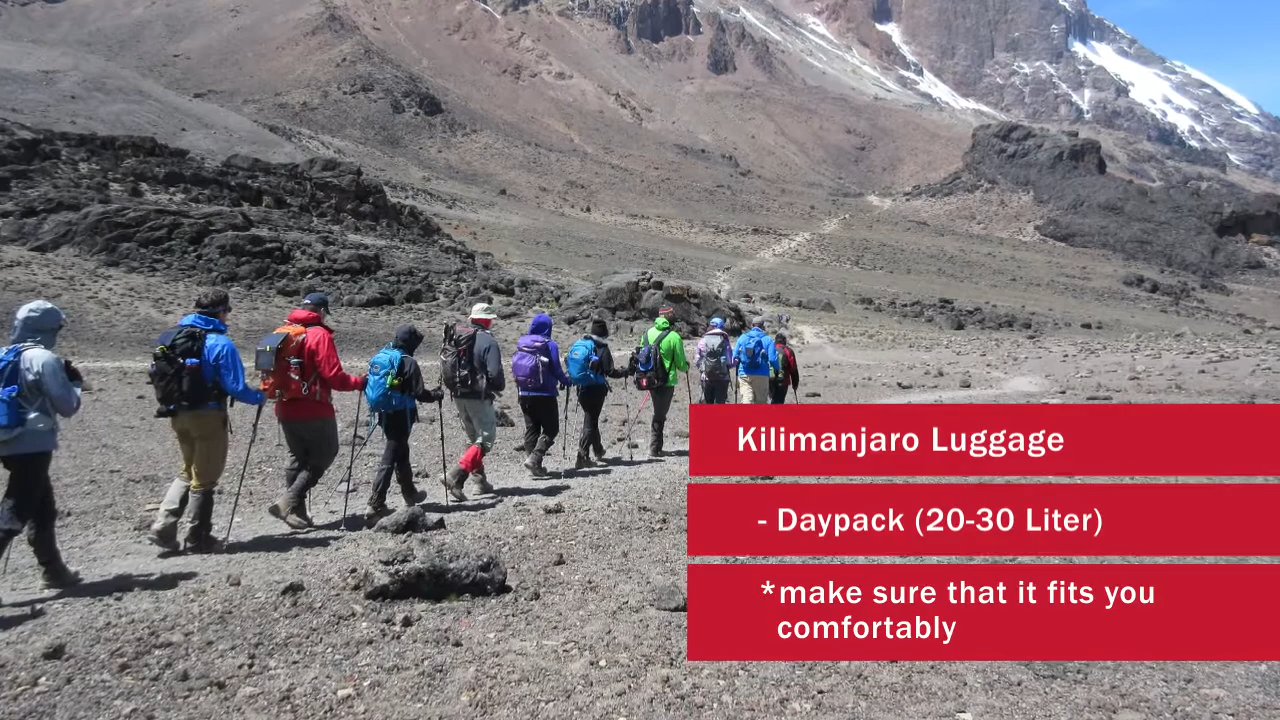 Kilimanjaro Luggage
- Daypack (20-30 Liter)
*make sure that it fits you
comfortably